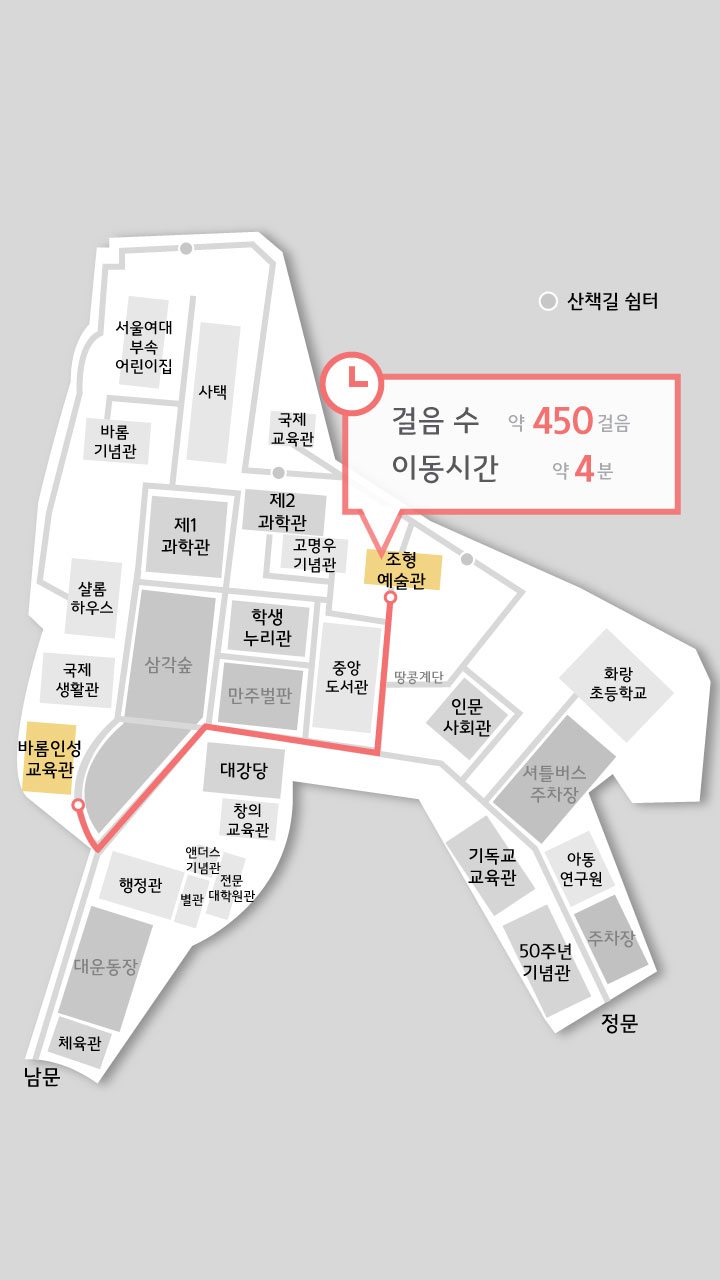 산책길 쉼터
서울여대
부속
어린이집
사택
걸음 수 약 450 걸음
이동시간 약 4 분
바롬
기념관
국제
교육관
제1
과학관
제2
과학관
고명우
기념관
조형
예술관
샬롬
하우스
학생
누리관
삼각숲
중앙
도서관
땅콩계단
국제
생활관
만주벌판
인문
사회관
화랑
초등학교
바롬인성
교육관
대강당
셔틀버스
주차장
창의
교육관
앤더스
기념관
전문
대학원관
별관
행정관
기독교
교육관
아동
연구원
대운동장
50주년
기념관
주차장
체육관
정문
남문